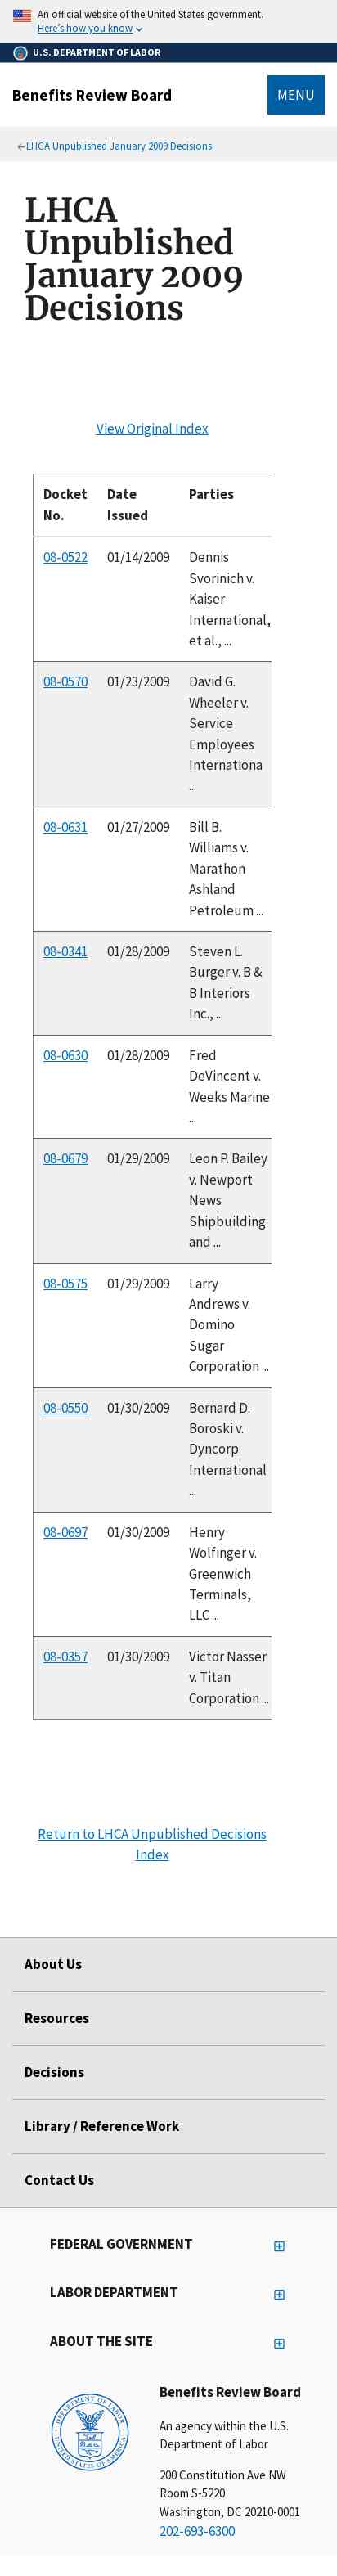 An official website of the United States government.
Here's how you know
U.S. DEPARTMENT OF LABOR
Benefits Review Board
MENU
LHCA Unpublished January 2009 Decisions
LHCA
Unpublished
January 2009
Decisions
View Original Index
Docket No. Date Issued Parties
08-0522 01/14/2009 Dennis
Svorinich v.
Kaiser
International,
et al., ...
08-0570 01/23/2009 David G.
Wheeler v.
Service
Employees
Internationa
...
08-0631 01/27/2009 Bill B.
Williams v.
Marathon
Ashland
Petroleum ...
08-0341 01/28/2009 Steven L.
Burger v. B &
B Interiors
Inc., ...
08-0630 01/28/2009 Fred
DeVincent v.
Weeks Marine
...
08-0679 01/29/2009 Leon P. Bailey
v. Newport
News
Shipbuilding
and ...
08-0575 01/29/2009 Larry
Andrews v.
Domino
Sugar
Corporation ...
08-0550 01/30/2009 Bernard D.
Boroski v.
Dyncorp
International
...
08-0697 01/30/2009 Henry
Wolfinger v.
Greenwich
Terminals,
LLC ...
08-0357 01/30/2009 Victor Nasser
v. Titan
Corporation ...
Return to LHCA Unpublished Decisions
Index
About Us
Resources
Decisions
Library / Reference Work
Contact Us
FEDERAL GOVERNMENT
LABOR DEPARTMENT
ABOUT THE SITE
DEPARTMENT OF LABOR
UNITED STATES OF AMERICA
Benefits Review Board
An agency within the U.S.
Department of Labor
200 Constitution Ave NW
Room S-5220
Washington, DC 20210-0001
202-693-6300